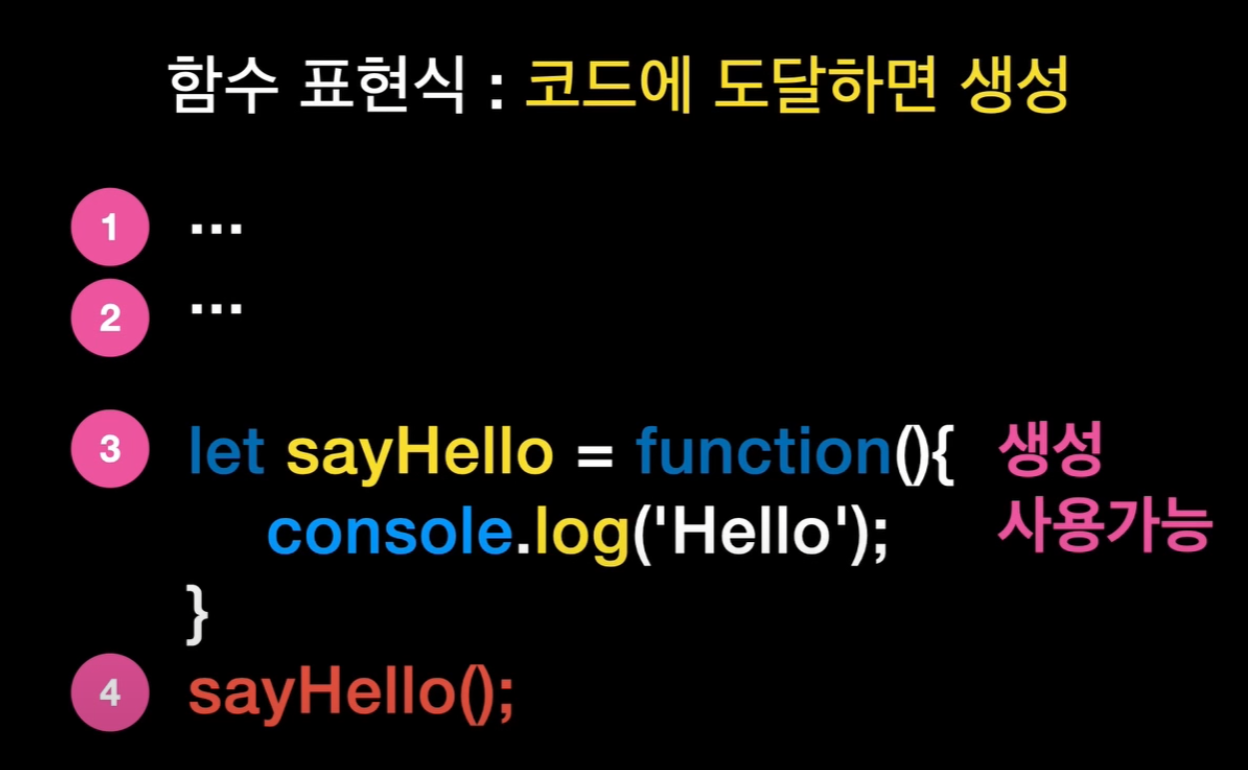 함수 표현식 : 코드에 도달하면 생성
1 ...
2 ...
3 let sayHello = function(){ 생성
console.log('Hello'); 사용가능
}
4 sayHello();